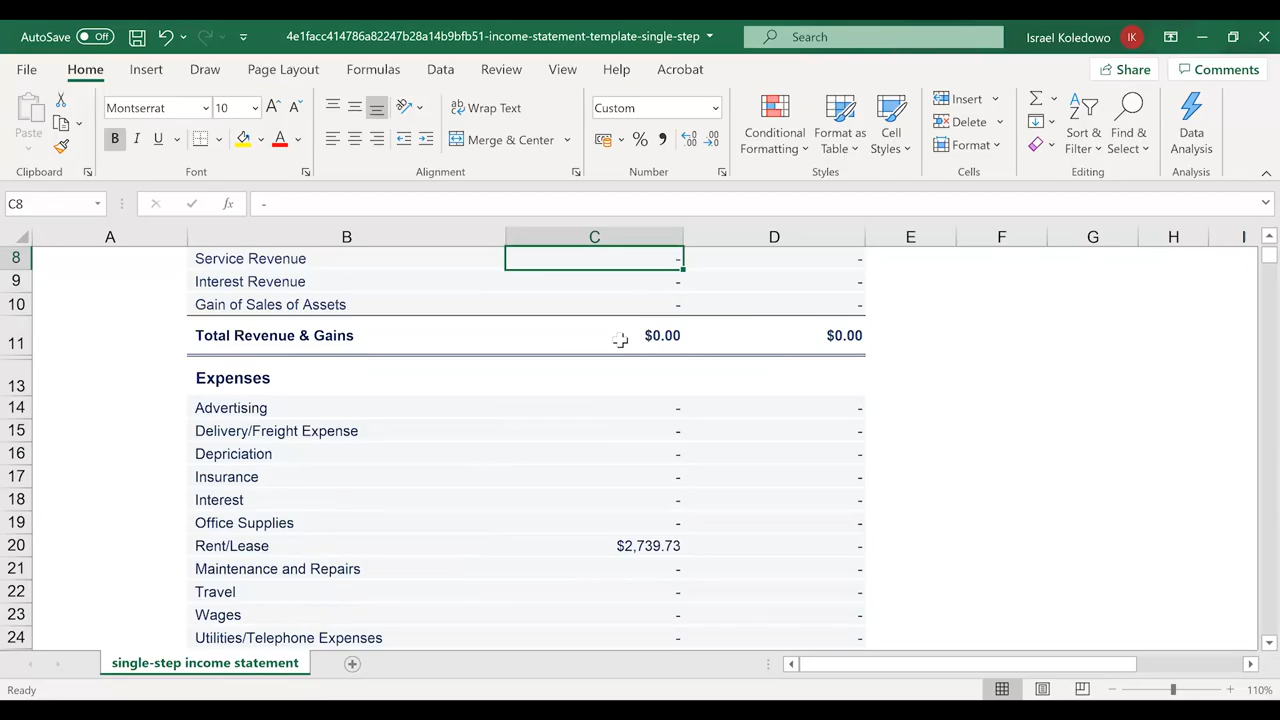 AutoSave Off 4e1facc414786a82247b28a14b9bfb51-income-statement-template-single-step Search Israel Koledowo IK
File Home Insert Draw Page Layout Formulas Data Review View Help Acrobat Share Comments
Paste Montserrat 10 A A Wrap Text Custom Conditional Formatting Format as Table Cell Styles Insert Sort & Filter Find & Select Data Analysis
B I U A Merge & Center % , Delete
Format
Clipboard Font Alignment Number Styles Cells Editing Analysis
C8 fx -
A B C D E F G H I
8 Service Revenue - -
9 Interest Revenue - -
10 Gain of Sales of Assets - -
11 Total Revenue & Gains $0.00 $0.00
13 Expenses
14 Advertising - -
15 Delivery/Freight Expense - -
16 Depriciation - -
17 Insurance - -
18 Interest - -
19 Office Supplies - -
20 Rent/Lease $2,739.73 -
21 Maintenance and Repairs - -
22 Travel - -
23 Wages - -
24 Utilities/Telephone Expenses - -
single-step income statement
Ready 110%